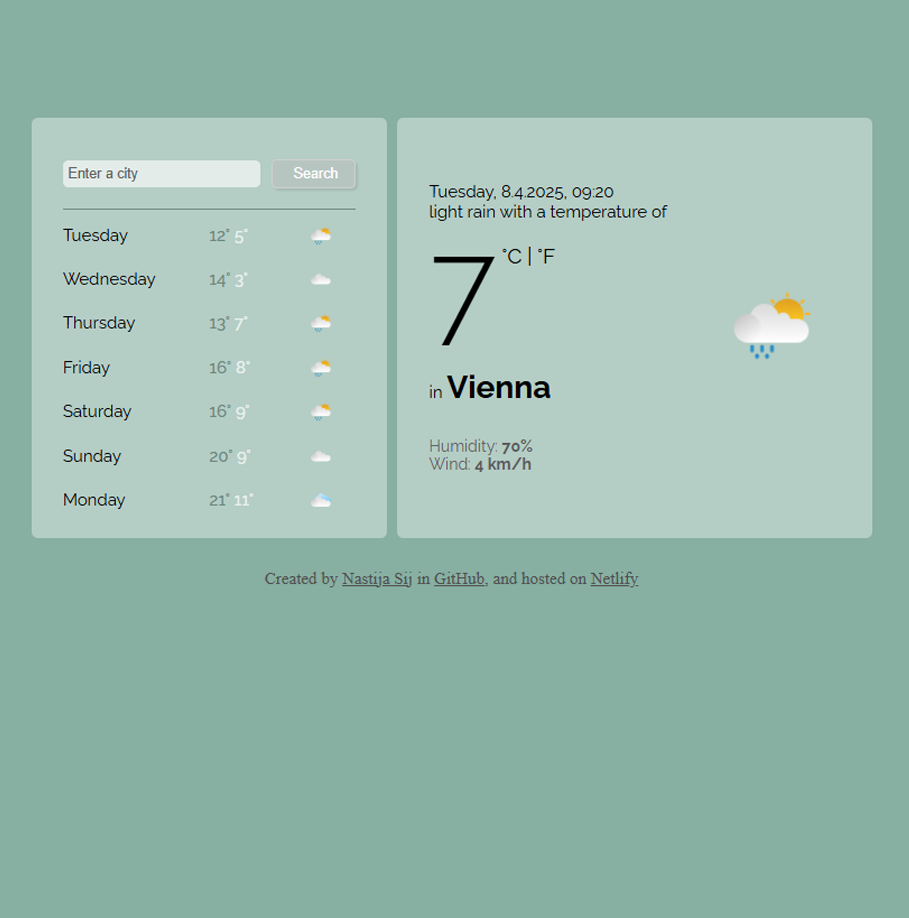 Enter a city
Search
Tuesday 12° 5°
Wednesday 14° 3°
Thursday 13° 7°
Friday 16° 8°
Saturday 16° 9°
Sunday 20° 9°
Monday 21° 11°
Tuesday, 8.4.2025, 09:20
light rain with a temperature of
7 °C | °F
in Vienna
Humidity: 70%
Wind: 4 km/h
Created by Nastija Sij in GitHub, and hosted on Netlify